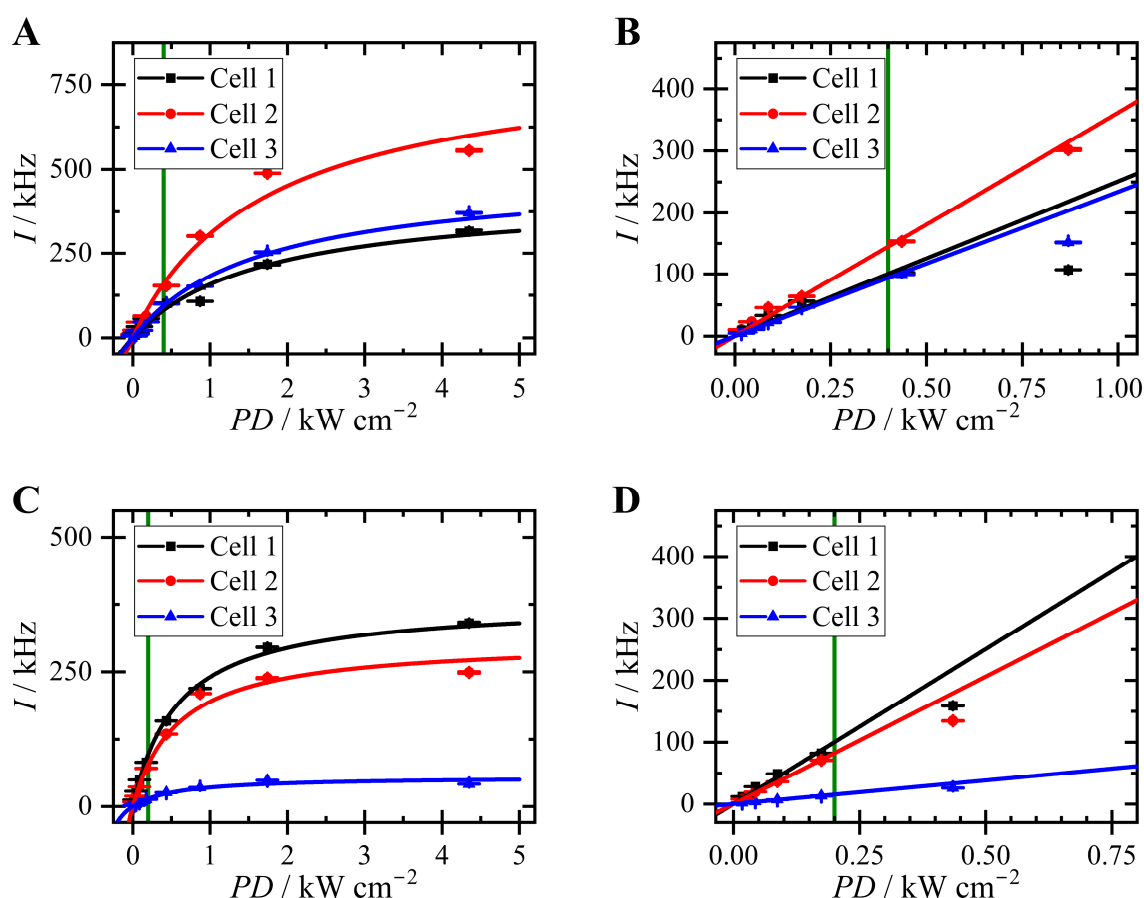 A
I / kHz
750
500
250
0
Cell 1
Cell 2
Cell 3
0 1 2 3 4 5
PD / kW cm⁻²
B
I / kHz
400
300
200
100
0
Cell 1
Cell 2
Cell 3
0.00 0.25 0.50 0.75 1.00
PD / kW cm⁻²
C
I / kHz
500
250
0
Cell 1
Cell 2
Cell 3
0 1 2 3 4 5
PD / kW cm⁻²
D
I / kHz
400
300
200
100
0
Cell 1
Cell 2
Cell 3
0.00 0.25 0.50 0.75
PD / kW cm⁻²